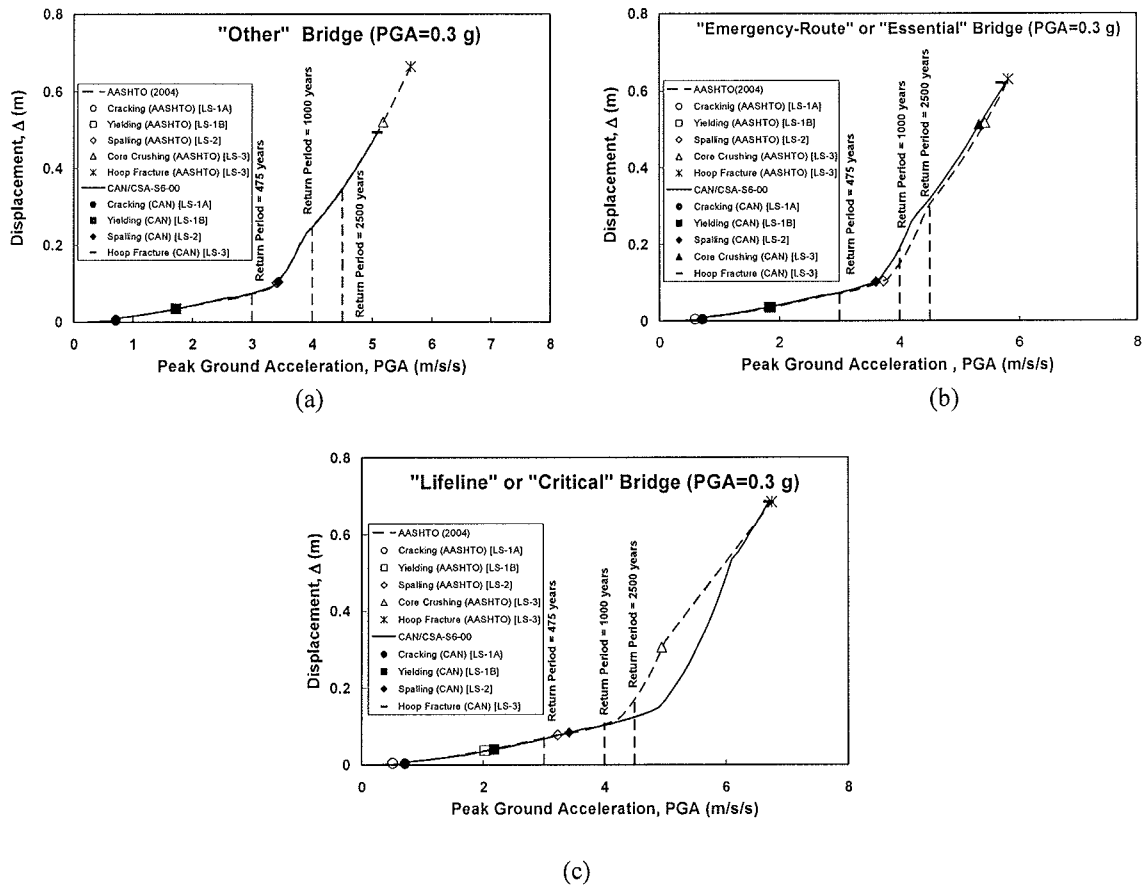 "Other" Bridge (PGA=0.3 g)
0.8
0.6
0.4
0.2
0
Displacement, Δ (m)
AASHTO (2004)
Cracking (AASHTO) [LS-1A]
Yielding (AASHTO) [LS-1B]
Spalling (AASHTO) [LS-2]
Core Crushing (AASHTO) [LS-3]
Hoop Fracture (AASHTO) [LS-3]
CAN/CSA-S6-00
Cracking (CAN) [LS-1A]
Yielding (CAN) [LS-1B]
Spalling (CAN) [LS-2]
Hoop Fracture (CAN) [LS-3]
Return Period = 475 years
Return Period = 1000 years
Return Period = 2500 years
0 1 2 3 4 5 6 7 8
Peak Ground Acceleration, PGA (m/s/s)
(a)
"Emergency-Route" or "Essential" Bridge (PGA=0.3 g)
0.8
0.6
0.4
0.2
0
Displacement, Δ (m)
AASHTO(2004)
Crackinig (AASHTO) [LS-1A]
Yielding (AASHTO) [LS-1B]
Spalling (AASHTO) [LS-2]
Core Crushing (AASHTO) [LS-3]
Hoop Fracture (AASHTO) [LS-3]
CAN/CSA-S6-00
Cracking (CAN) [LS-1A]
Yielding (CAN) [LS-1B]
Spalling (CAN) [LS-2]
Core Crushing (CAN) [LS-3]
Hoop Fracture (CAN) [LS-3]
Return Period = 475 years
Return Period = 1000 years
Return Period = 2500 years
0 2 4 6 8
Peak Ground Acceleration , PGA (m/s/s)
(b)
"Lifeline" or "Critical" Bridge (PGA=0.3 g)
0.8
0.6
0.4
0.2
0
Displacement, Δ (m)
AASHTO (2004)
Cracking (AASHTO) [LS-1A]
Yielding (AASHTO) [LS-1B]
Spalling (AASHTO) [LS-2]
Core Crushing (AASHTO) [LS-3]
Hoop Fracture (AASHTO) [LS-3]
CAN/CSA-S6-00
Cracking (CAN) [LS-1A]
Yielding (CAN) [LS-1B]
Spalling (CAN) [LS-2]
Hoop Fracture (CAN) [LS-3]
Return Period = 475 years
Return Period = 1000 years
Return Period = 2500 years
0 2 4 6 8
Peak Ground Acceleration, PGA (m/s/s)
(c)